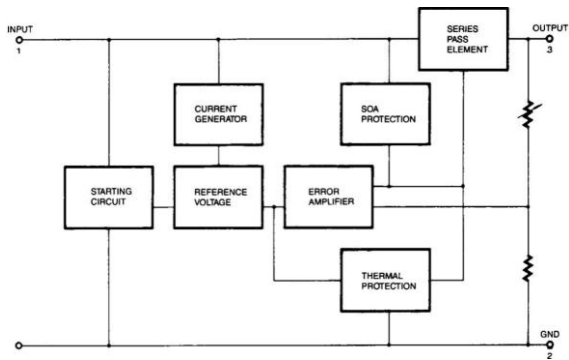 INPUT
1
SERIES
PASS
ELEMENT
OUTPUT
3
CURRENT
GENERATOR
SOA
PROTECTION
STARTING
CIRCUIT
REFERENCE
VOLTAGE
ERROR
AMPLIFIER
THERMAL
PROTECTION
GND
2